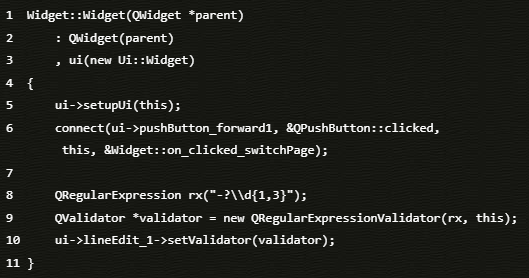 1 Widget::Widget(QWidget *parent)
2     : QWidget(parent)
3     , ui(new Ui::Widget)
4 {
5     ui->setupUi(this);
6     connect(ui->pushButton_forward1, &QPushButton::clicked,
       this, &Widget::on_clicked_switchPage);
7
8     QRegularExpression rx("-?\\d{1,3}");
9     QValidator *validator = new QRegularExpressionValidator(rx, this);
10     ui->lineEdit_1->setValidator(validator);
11 }